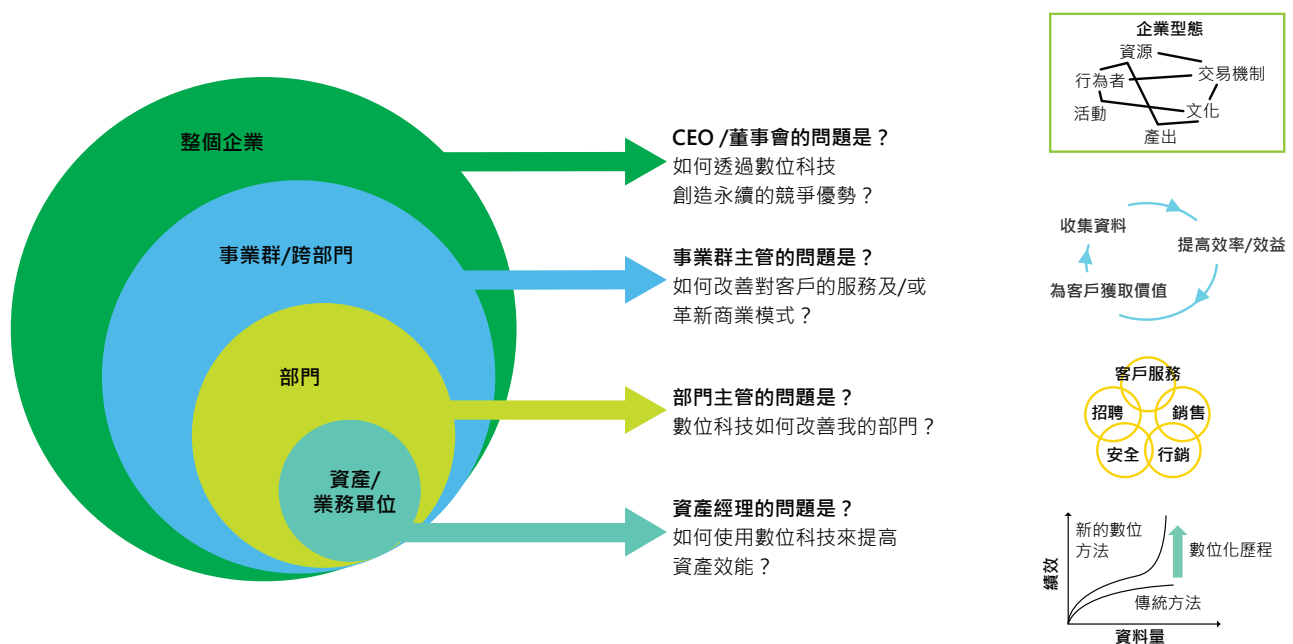 整個企業
事業群/跨部門
部門
資產/
業務單位
CEO /董事會的問題是？
如何透過數位科技
創造永續的競爭優勢？
事業群主管的問題是？
如何改善對客戶的服務及/或
革新商業模式？
部門主管的問題是？
數位科技如何改善我的部門？
資產經理的問題是？
如何使用數位科技來提高
資產效能？
企業型態
資源
行為者
交易機制
活動
文化
產出
收集資料
提高效率/效益
為客戶獲取價值
客戶服務
招聘
銷售
安全
行銷
新的數位
方法
數位化歷程
傳統方法
績效
資料量